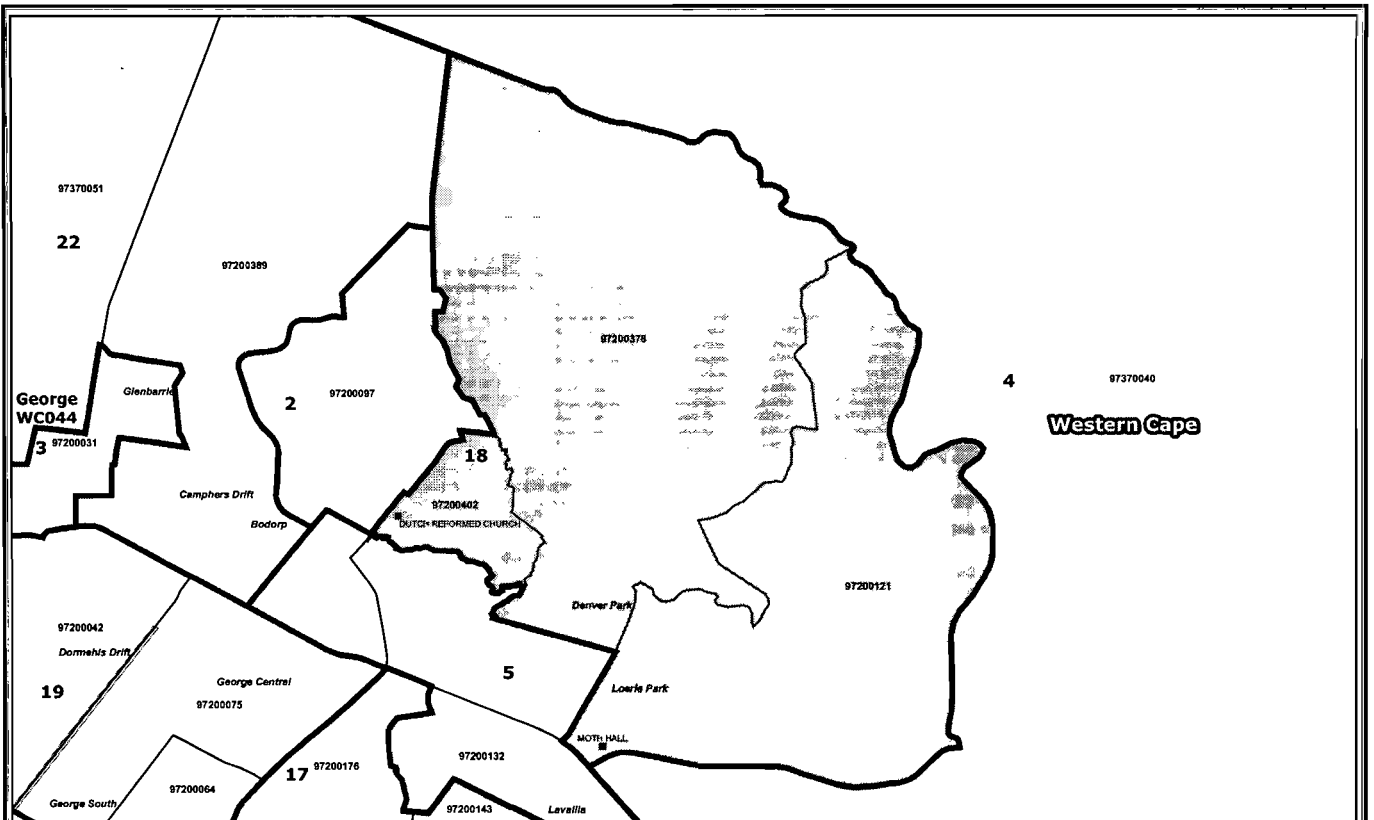 97370051
22
97200389
97200378
4
97370040
George
WC044
Glenbarrie
2
97200097
Western Cape
3
97200031
18
Camphers Drift
97200402
Bodorp
DUTCH REFORMED CHURCH
97200121
Denver Park
97200042
Dormehls Drift
5
George Central
Loerie Park
19
97200075
MOTH HALL
97200132
17
97200176
97200064
George South
97200143
Lavalia